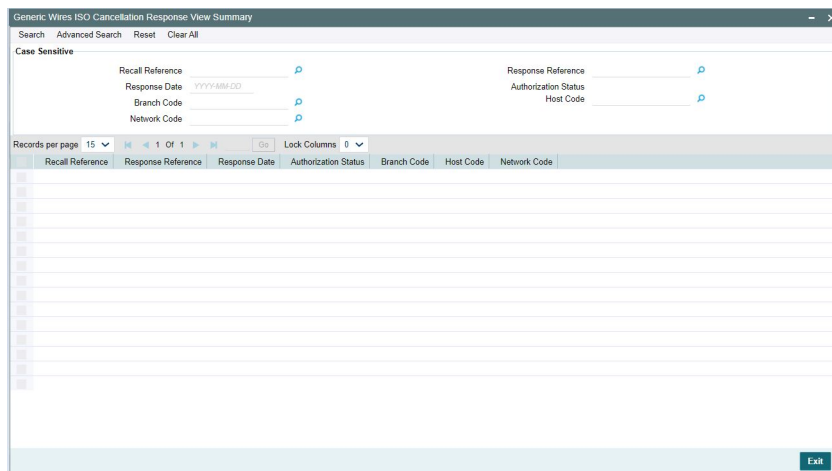 Generic Wires ISO Cancellation Response View Summary
Search Advanced Search Reset Clear All
Case Sensitive
Recall Reference Response Reference
Response Date YYYY-MM-DD Authorization Status
Branch Code Host Code
Network Code
Records per page 15 1 Of 1 Go Lock Columns 0
Recall Reference Response Reference Response Date Authorization Status Branch Code Host Code Network Code
Exit